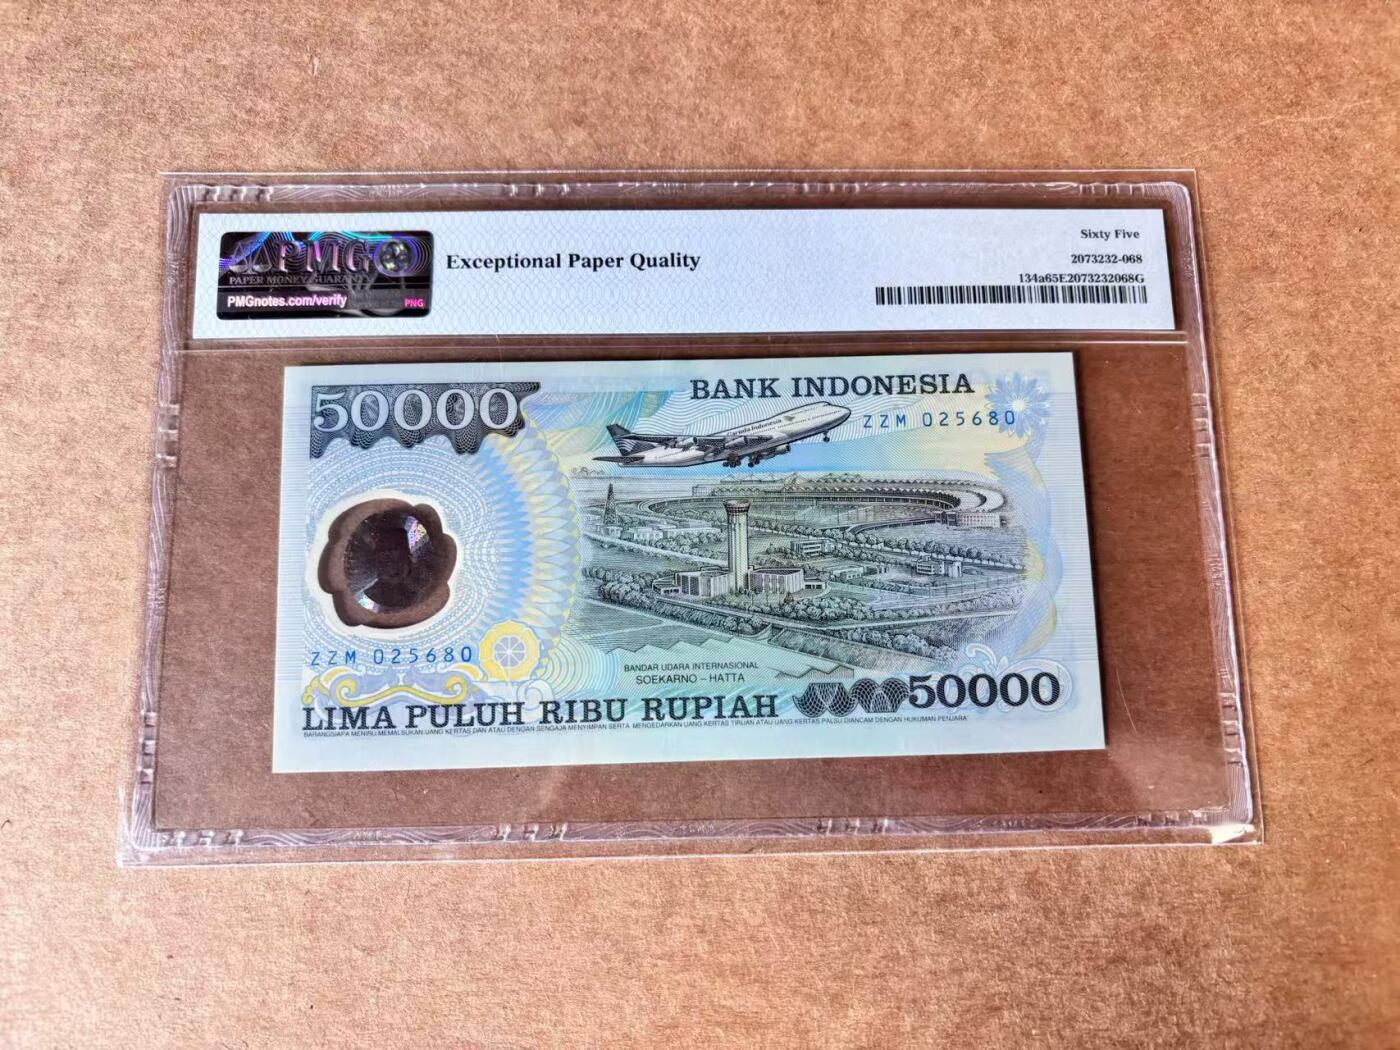 PMG
PAPER MONEY GUARANTY
PMGnotes.com/verify
PNG
Exceptional Paper Quality
Sixty Five
2073232-068
134a65E2073232068G
50000
BANK INDONESIA
Garuda Indonesia
ZZM 025680
ZZM 025680
BANDAR UDARA INTERNASIONAL
SOEKARNO – HATTA
LIMA PULUH RIBU RUPIAH
50000
BARANGSIAPA MENIRU, MEMALSUKAN UANG KERTAS DAN ATAU DENGAN SENGAJA MENYIMPAN SERTA MENGEDARKAN UANG KERTAS TIRUAN ATAU UANG KERTAS PALSU DIANCAM DENGAN HUKUMAN PENJARA